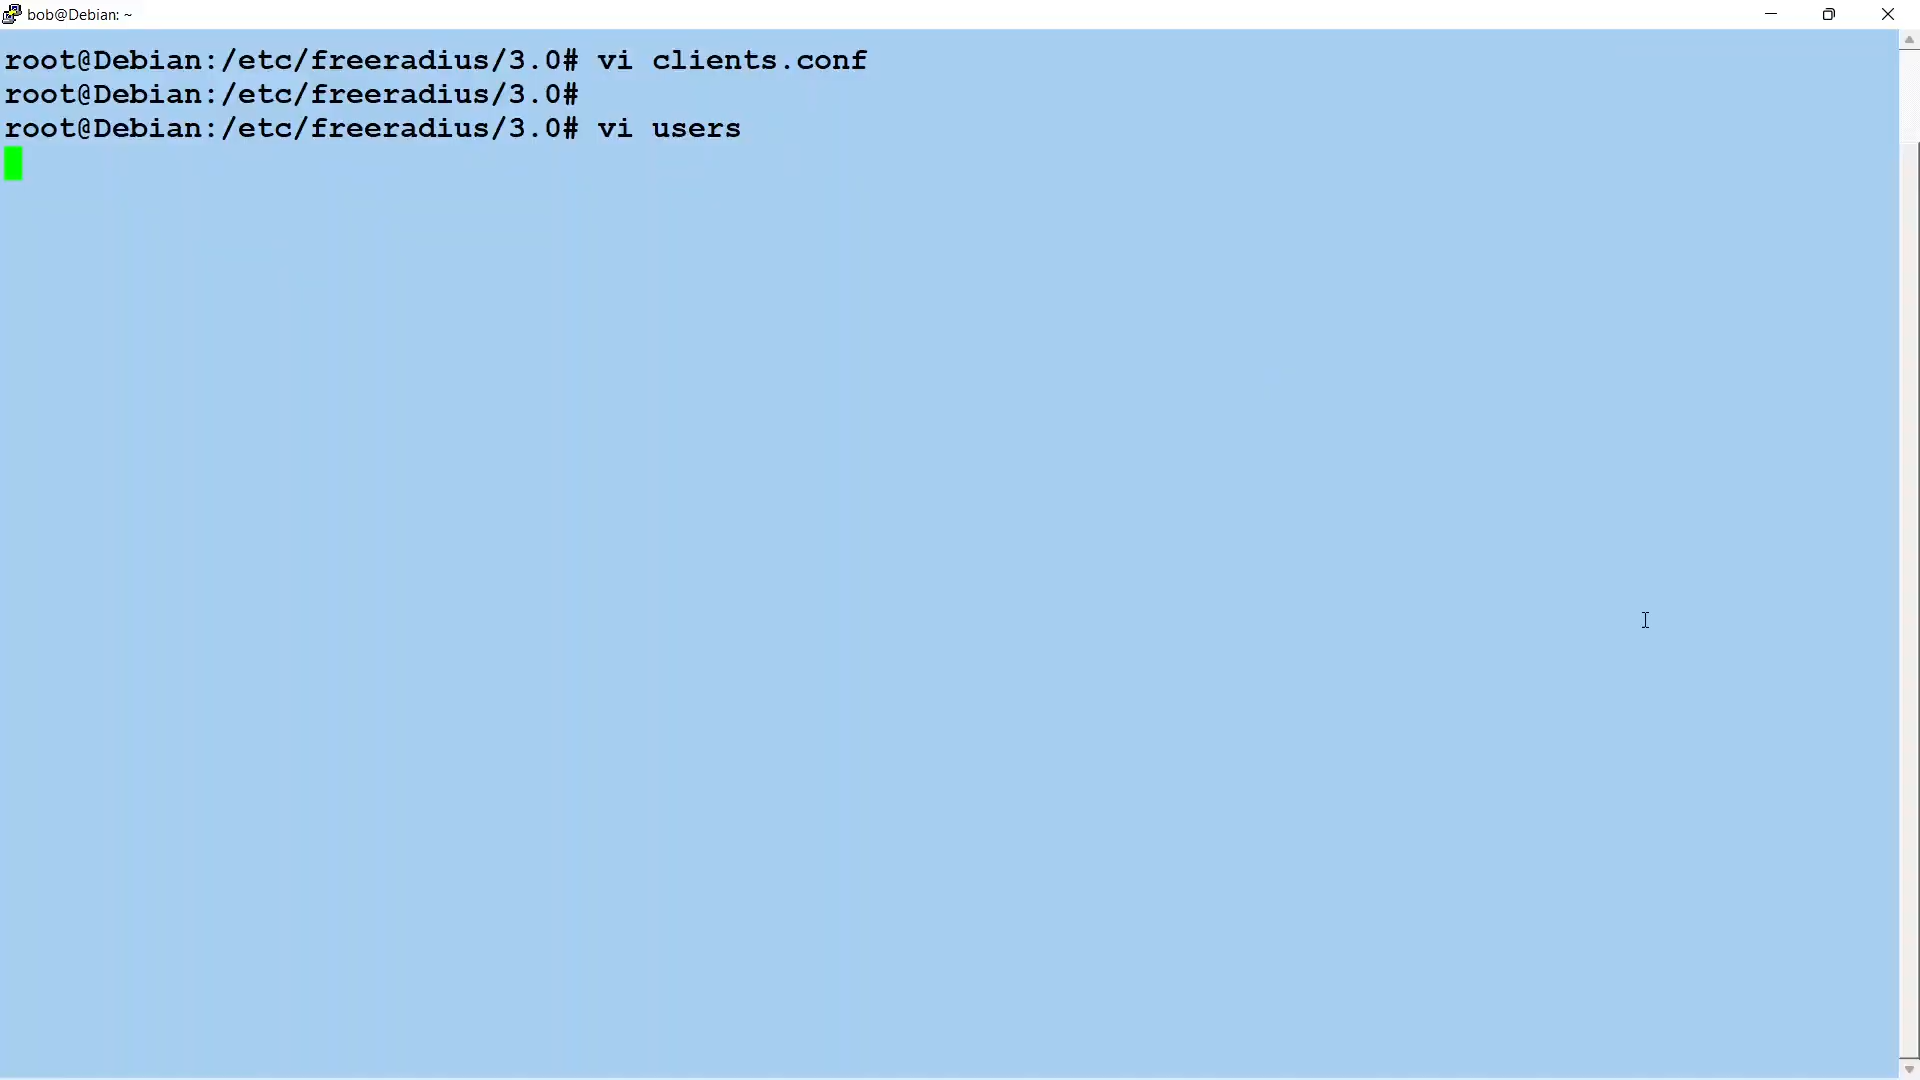 bob@Debian: ~
root@Debian:/etc/freeradius/3.0# vi clients.conf
root@Debian:/etc/freeradius/3.0#
root@Debian:/etc/freeradius/3.0# vi users